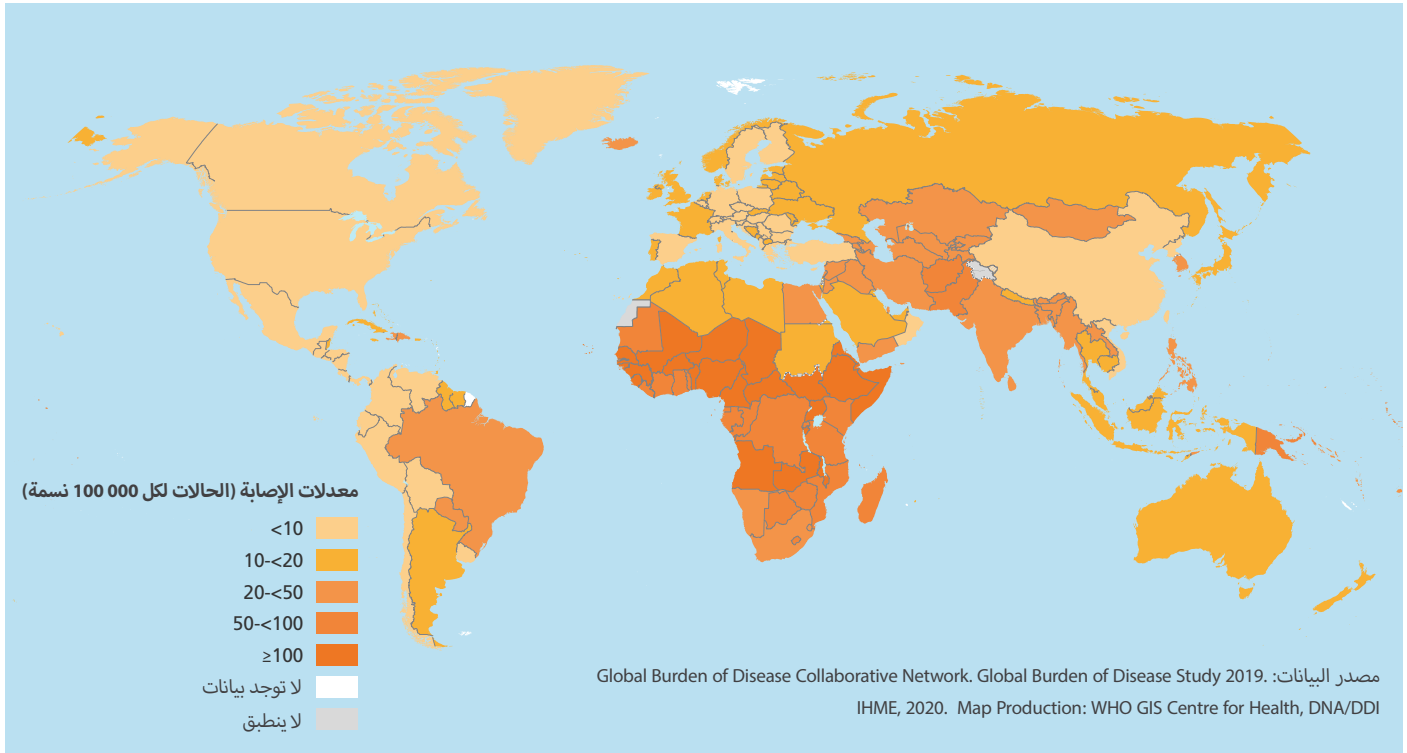 معدلات الإصابة (الحالات لكل 000 100 نسمة)
<10
10-<20
20-<50
50-<100
≥100
لا توجد بيانات
لا ينطبق
مصدر البيانات: Global Burden of Disease Collaborative Network. Global Burden of Disease Study 2019.
IHME, 2020. Map Production: WHO GIS Centre for Health, DNA/DDI